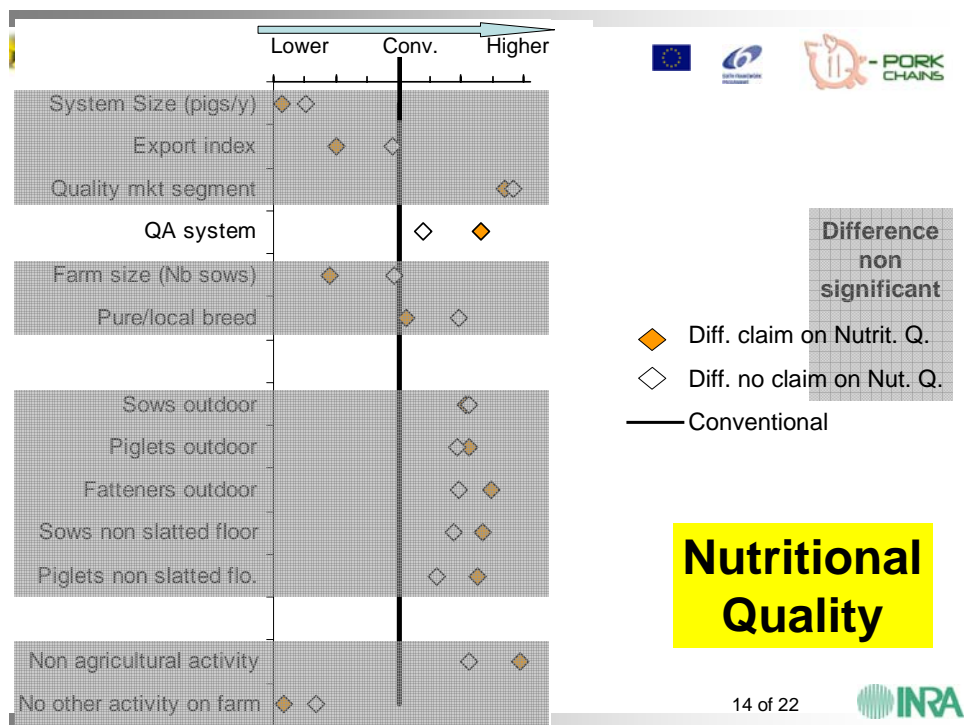 Lower Conv. Higher
System Size (pigs/y)
Export index
Quality mkt segment
QA system
Farm size (Nb sows)
Pure/local breed
Sows outdoor
Piglets outdoor
Fatteners outdoor
Sows non slatted floor
Piglets non slatted flo.
Non agricultural activity
No other activity on farm
- PORK
CHAINS
Difference
non
significant
Diff. claim on Nutrit. Q.
Diff. no claim on Nut. Q.
Conventional
Nutritional
Quality
14 of 22
INRA